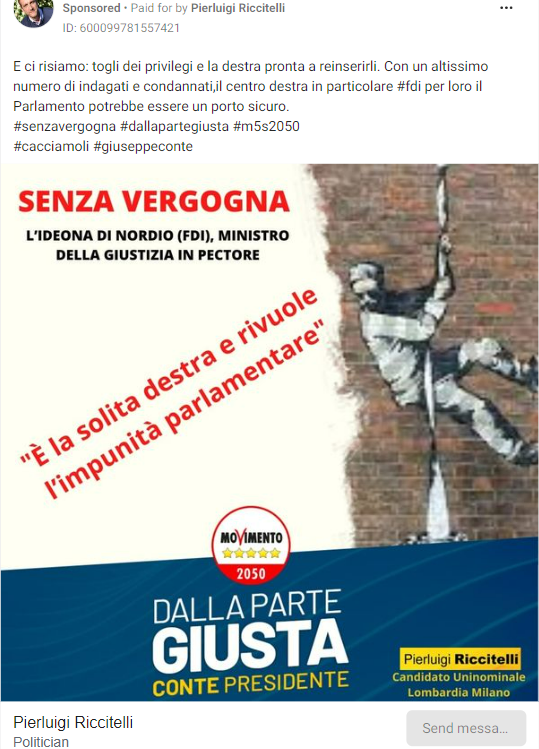 Sponsored • Paid for by Pierluigi Riccitelli
ID: 600099781557421
E ci risiamo: togli dei privilegi e la destra pronta a reinserirli. Con un altissimo
numero di indagati e condannati,il centro destra in particolare #fdi per loro il
Parlamento potrebbe essere un porto sicuro.
#senzavergogna #dallapartegiusta #m5s2050
#cacciamoli #giuseppeconte
SENZA VERGOGNA
L'IDEONA DI NORDIO (FDI), MINISTRO
DELLA GIUSTIZIA IN PECTORE
"È la solita destra e rivuole
l'impunità parlamentare"
MOVIMENTO
2050
DALLA PARTE
GIUSTA
CONTE PRESIDENTE
Pierluigi Riccitelli
Candidato Uninominale
Lombardia Milano
Pierluigi Riccitelli
Politician
Send messa...